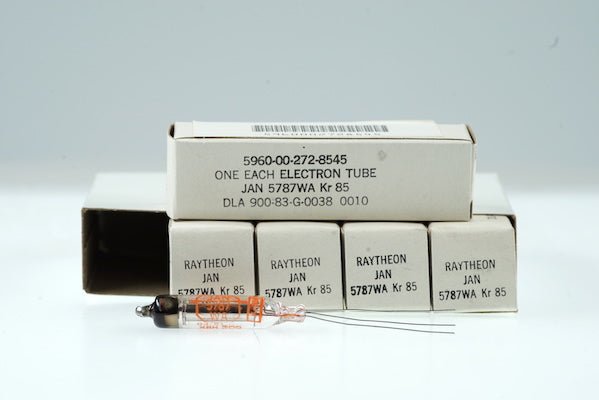 5960-00-272-8545
ONE EACH ELECTRON TUBE
JAN 5787WA Kr 85
DLA 900-83-G-0038 0010
RAYTHEON
JAN
5787WA Kr 85
RAYTHEON
JAN
5787WA Kr 85
RAYTHEON
JAN
5787WA Kr 85
RAYTHEON
JAN
5787WA Kr 85